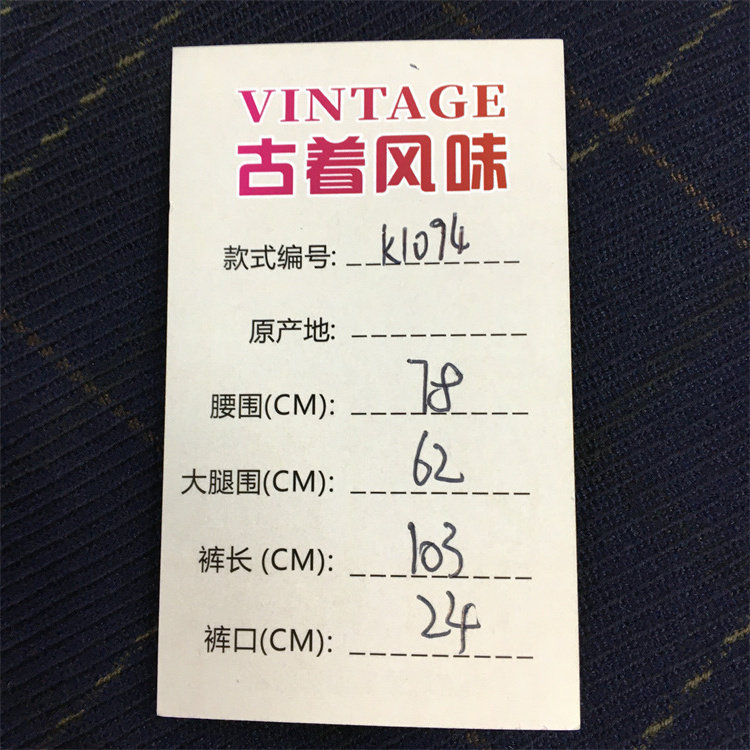 VINTAGE
古着风味
款式编号: K1094
原产地:
腰围(CM): 78
大腿围(CM): 62
裤长 (CM): 103
裤口(CM): 24